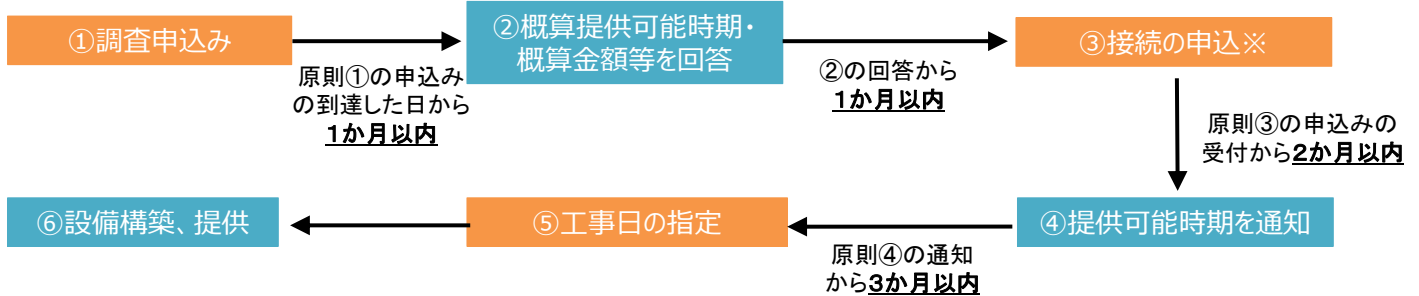 ①調査申込み
原則①の申込み
の到達した日から
1か月以内
②概算提供可能時期・
概算金額等を回答
②の回答から
1か月以内
③接続の申込※
原則③の申込みの
受付から2か月以内
④提供可能時期を通知
原則④の通知
から3か月以内
⑤工事日の指定
⑥設備構築、提供